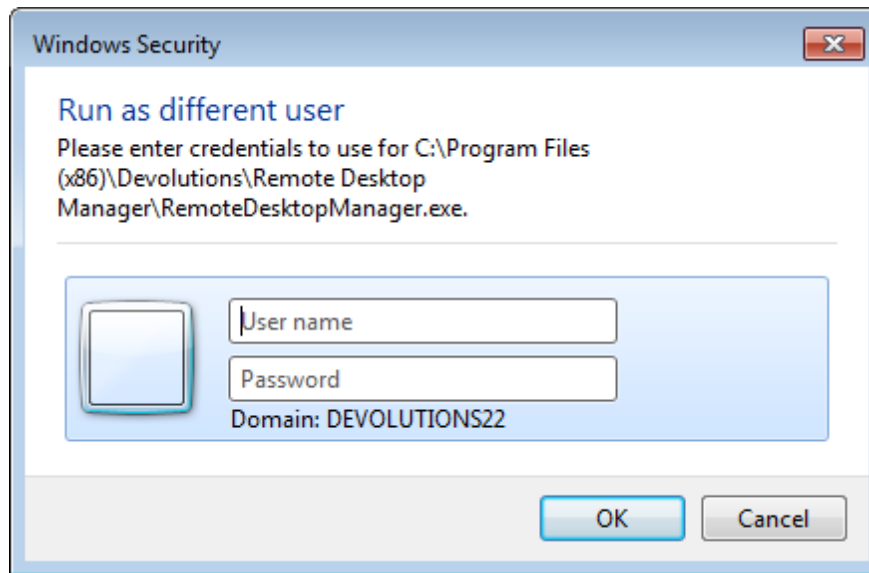 Windows Security
Run as different user
Please enter credentials to use for C:\Program Files
(x86)\Devolutions\Remote Desktop
Manager\RemoteDesktopManager.exe.
User name
Password
Domain: DEVOLUTIONS22
OK
Cancel